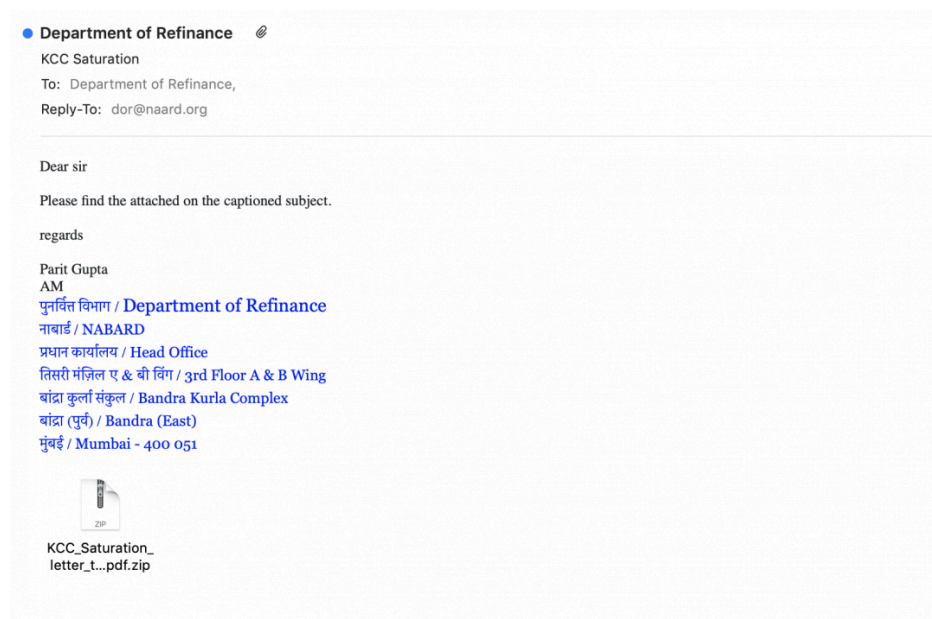 Department of Refinance
KCC Saturation
To: Department of Refinance,
Reply-To: dor@naard.org
Dear sir
Please find the attached on the captioned subject.
regards
Parit Gupta
AM
पुनर्वित्त विभाग / Department of Refinance
नाबार्ड / NABARD
प्रधान कार्यालय / Head Office
तिसरी मंज़िल ए & बी विंग / 3rd Floor A & B Wing
बांद्रा कुर्ला संकुल / Bandra Kurla Complex
बांद्रा (पुर्व) / Bandra (East)
मुंबई / Mumbai - 400 051
ZIP
KCC_Saturation_
letter_t...pdf.zip